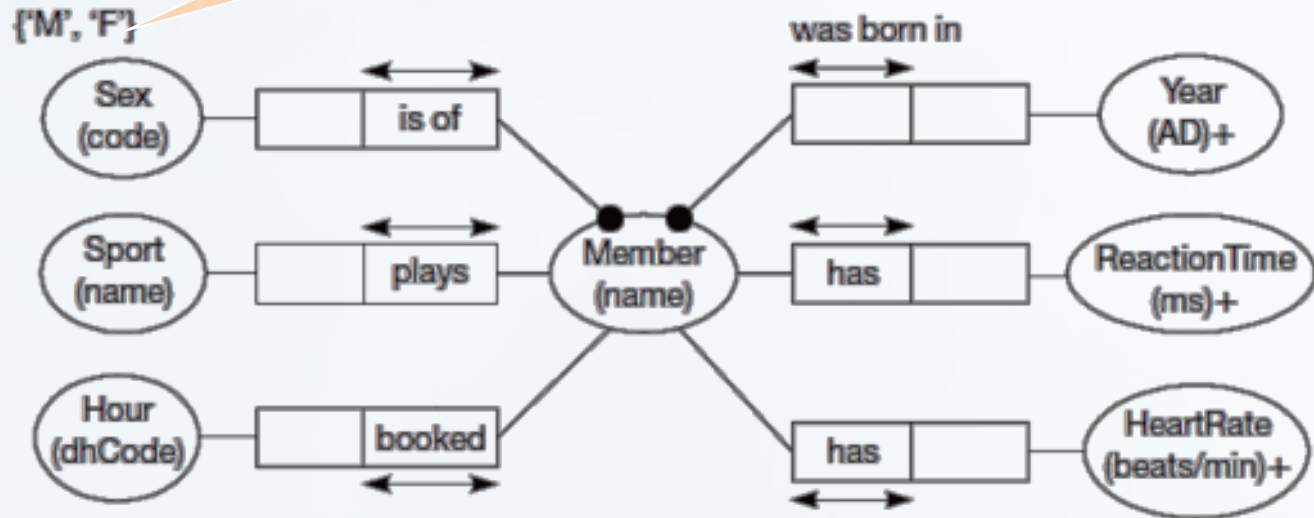 {‘M’, ‘F’}
was born in
Sex
(code)
is of
Year
(AD)+
Sport
(name)
plays
Member
(name)
has
ReactionTime
(ms)+
Hour
(dhCode)
booked
has
HeartRate
(beats/min)+